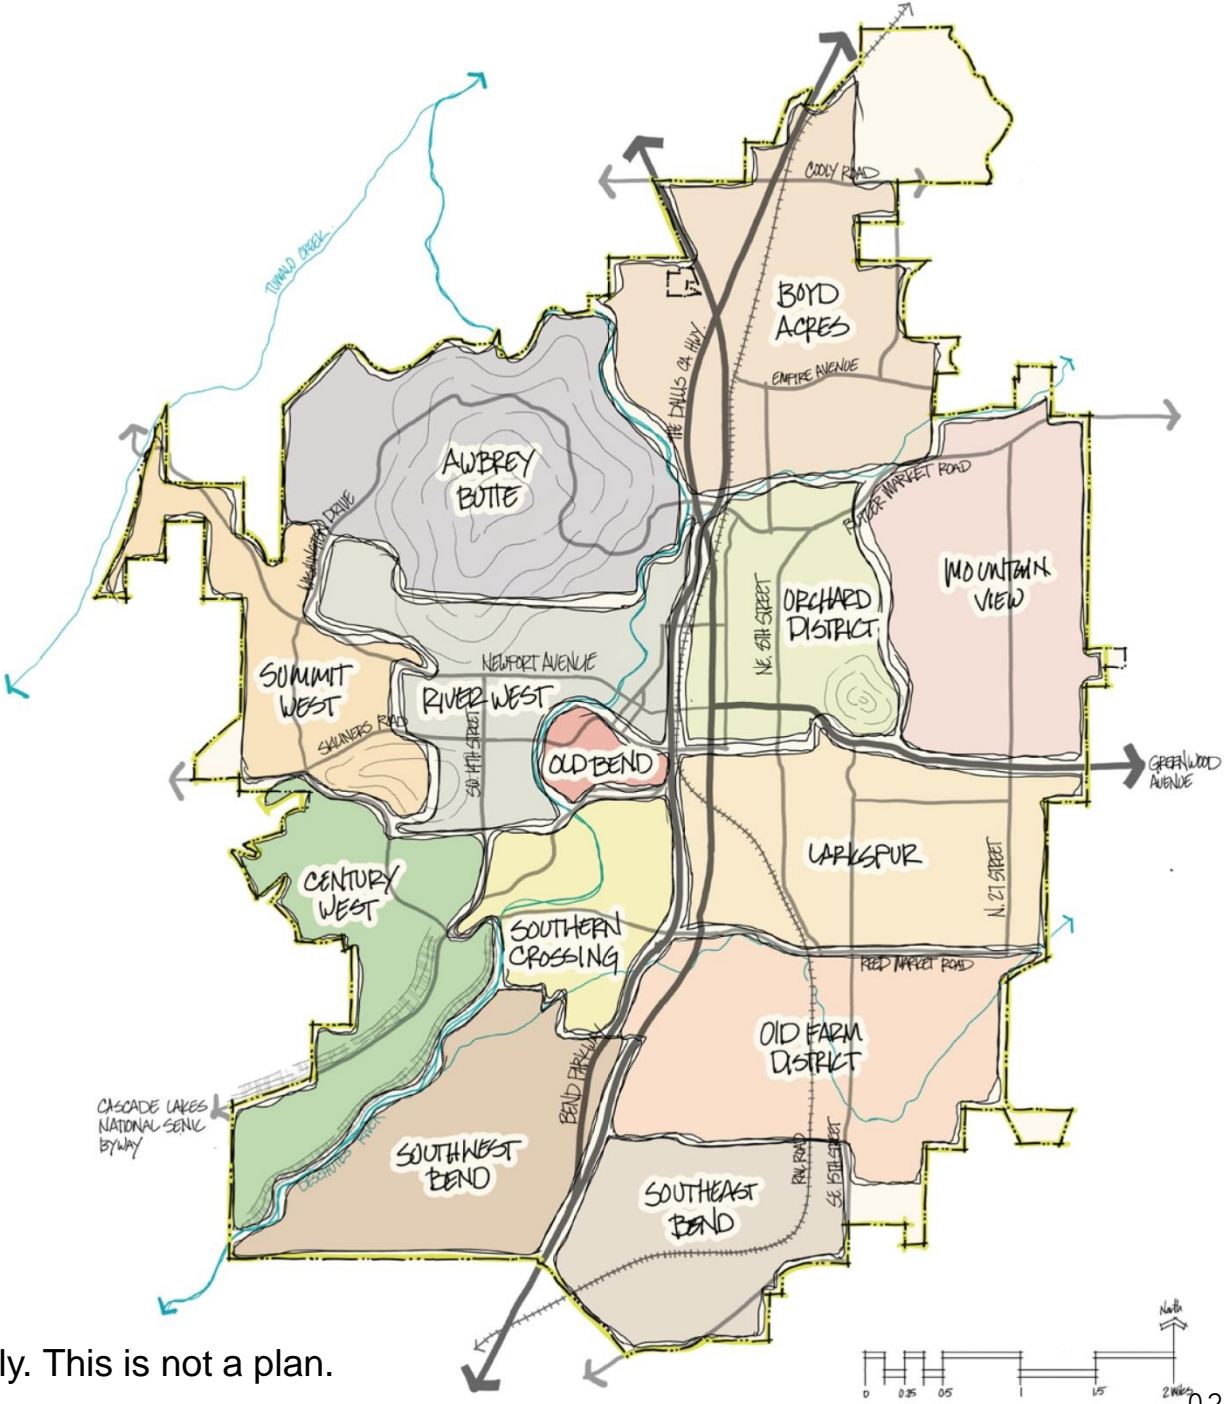 COOLY ROAD
TUMALO CREEK
BOYD
ACRES
THE DALLS CA HWY.
EMPIRE AVENUE
AWBREY
BUTTE
BUTLER MARKET ROAD
DRIVE
MOUNTAIN
VIEW
ORCHARD
DISTRICT
NE. 15TH STREET
NEWPORT AVENUE
SUMMIT
WEST
RIVER WEST
SKLINERS ROAD
SW. 14TH STREET
OLD BEND
GREENWOOD
AVENUE
LARKSPUR
N. 27 STREET
CENTURY
WEST
SOUTHERN
CROSSING
REED MARKET ROAD
OLD FARM
DISTRICT
BEND PARKWAY
CASCADE LAKES
NATIONAL SENIC
BYWAY
DESCHUTES RIVER
SOUTHWEST
BEND
RAIL ROAD
SE. 15TH STREET
SOUTHEAST
BEND
North
ly. This is not a plan.
0 0.25 0.5 1 1.5 2 Miles